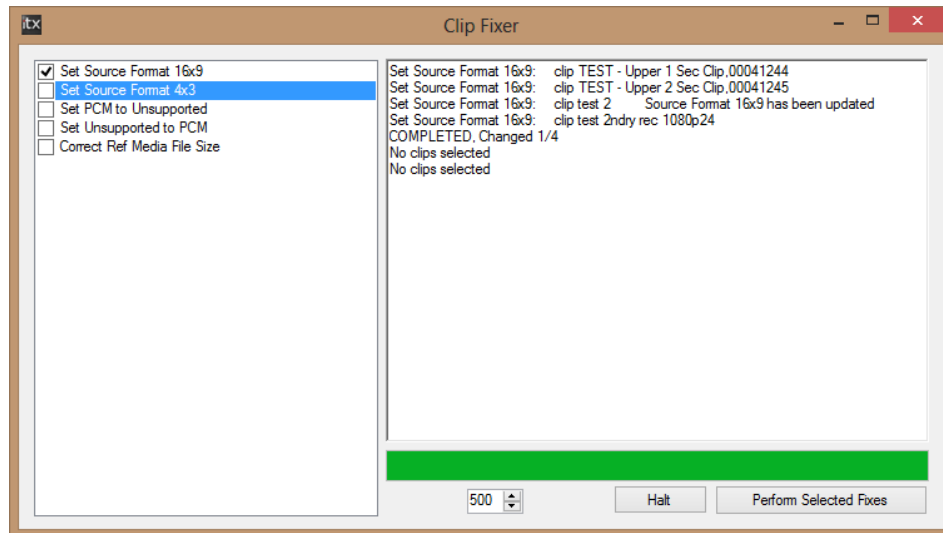 itx
Clip Fixer
Set Source Format 16x9
Set Source Format 4x3
Set PCM to Unsupported
Set Unsupported to PCM
Correct Ref Media File Size
Set Source Format 16x9: clip TEST - Upper 1 Sec Clip,00041244
Set Source Format 16x9: clip TEST - Upper 2 Sec Clip,00041245
Set Source Format 16x9: clip test 2 Source Format 16x9 has been updated
Set Source Format 16x9: clip test 2ndry rec 1080p24
COMPLETED, Changed 1/4
No clips selected
No clips selected
500
Halt
Perform Selected Fixes